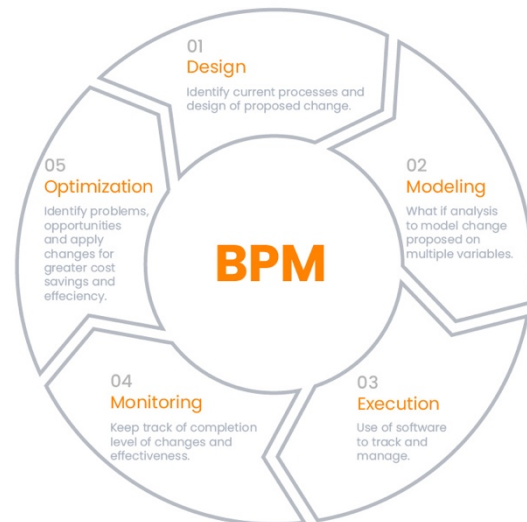 01
Design
Identify current processes and
design of proposed change.
02
Modeling
What if analysis
to model change
proposed on
multiple variables.
03
Execution
Use of software
to track and
manage.
04
Monitoring
Keep track of completion
level of changes and
effectiveness.
05
Optimization
Identify problems,
opportunities
and apply
changes for
greater cost
savings and
effeciency.
BPM